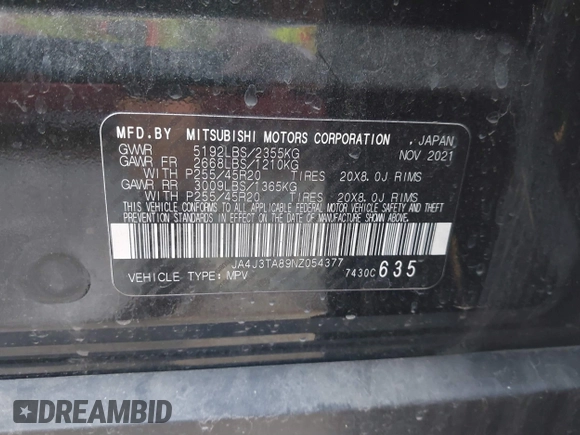 MFD.BY MITSUBISHI MOTORS CORPORATION , JAPAN
GVWR 5192LBS/2355KG NOV 2021
GAWR FR 2668LBS/1210KG
WITH P255/45R20 TIRES 20X8.0J RIMS
GAWR RR 3009LBS/1365KG
WITH P255/45R20 TIRES 20X8.0J RIMS
THIS VEHICLE CONFORMS TO ALL APPLICABLE FEDERAL MOTOR VEHICLE SAFETY AND THEFT
PREVENTION STANDARDS IN EFFECT ON THE DATE OF MANUFACTURE SHOWN ABOVE.
JA4J3TA89NZ054377
VEHICLE TYPE: MPV 7430C 635
DREAMBID